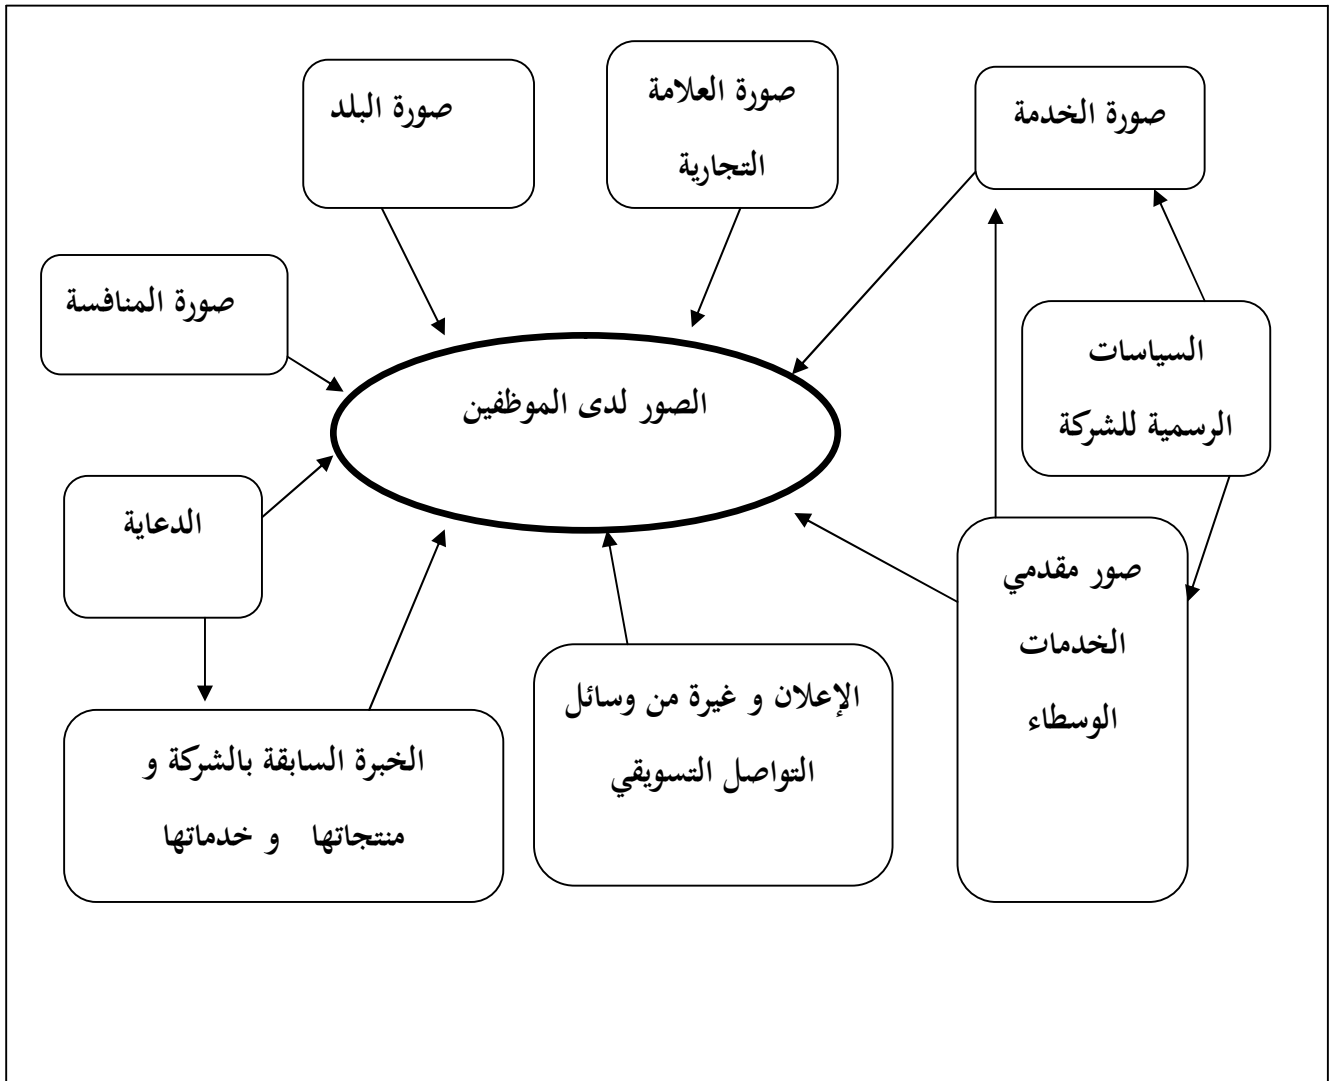 صورة الخدمة
صورة العلامة
التجارية
صورة البلد
صورة المنافسة
السياسات
الرسمية للشركة
الصور لدى الموظفين
الدعاية
صور مقدمي
الخدمات
الوسطاء
الإعلان و غيرة من وسائل
التواصل التسويقي
الخبرة السابقة بالشركة و
منتجاتها و خدماتها